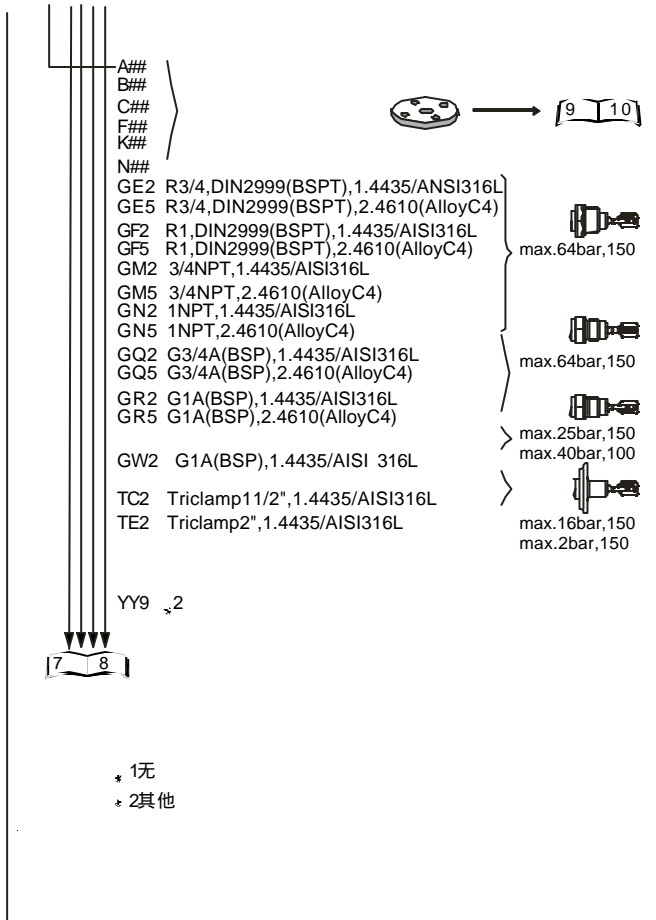 A##
B##
C##
F##
K##
N##
9 10
GE2 R3/4,DIN2999(BSPT),1.4435/ANSI316L
GE5 R3/4,DIN2999(BSPT),2.4610(AlloyC4)
GF2 R1,DIN2999(BSPT),1.4435/AISI316L
GF5 R1,DIN2999(BSPT),2.4610(AlloyC4)
GM2 3/4NPT,1.4435/AISI316L
GM5 3/4NPT,2.4610(AlloyC4)
GN2 1NPT,1.4435/AISI316L
GN5 1NPT,2.4610(AlloyC4)
max.64bar,150
GQ2 G3/4A(BSP),1.4435/AISI316L
GQ5 G3/4A(BSP),2.4610(AlloyC4)
GR2 G1A(BSP),1.4435/AISI316L
GR5 G1A(BSP),2.4610(AlloyC4)
max.64bar,150
GW2 G1A(BSP),1.4435/AISI 316L
max.25bar,150
max.40bar,100
TC2 Triclamp11/2",1.4435/AISI316L
TE2 Triclamp2",1.4435/AISI316L
max.16bar,150
max.2bar,150
YY9 *2
7 8
* 1无
* 2其他